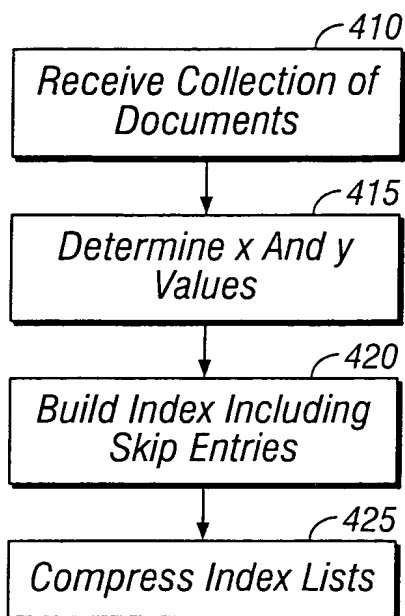 410
Receive Collection of
Documents
415
Determine x And y
Values
420
Build Index Including
Skip Entries
425
Compress Index Lists